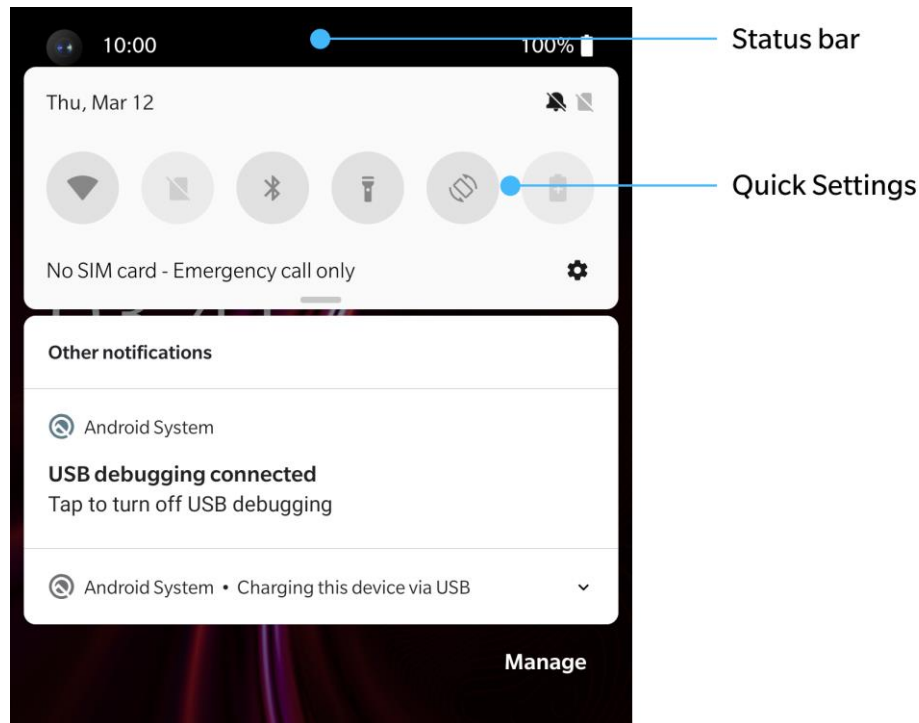 10:00
100%
Status bar
Thu, Mar 12
Quick Settings
No SIM card - Emergency call only
Other notifications
Android System
USB debugging connected
Tap to turn off USB debugging
Android System • Charging this device via USB
Manage